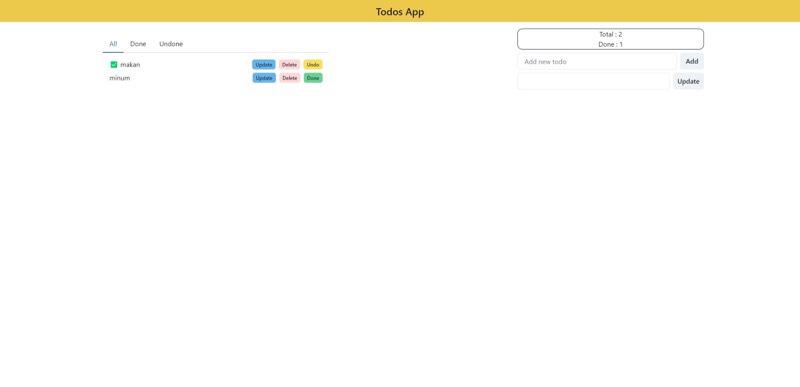 Todos App
All Done Undone
✅ makan Update Delete Undo
minum Update Delete Done
Total : 2
Done : 1
Add new todo Add
Update